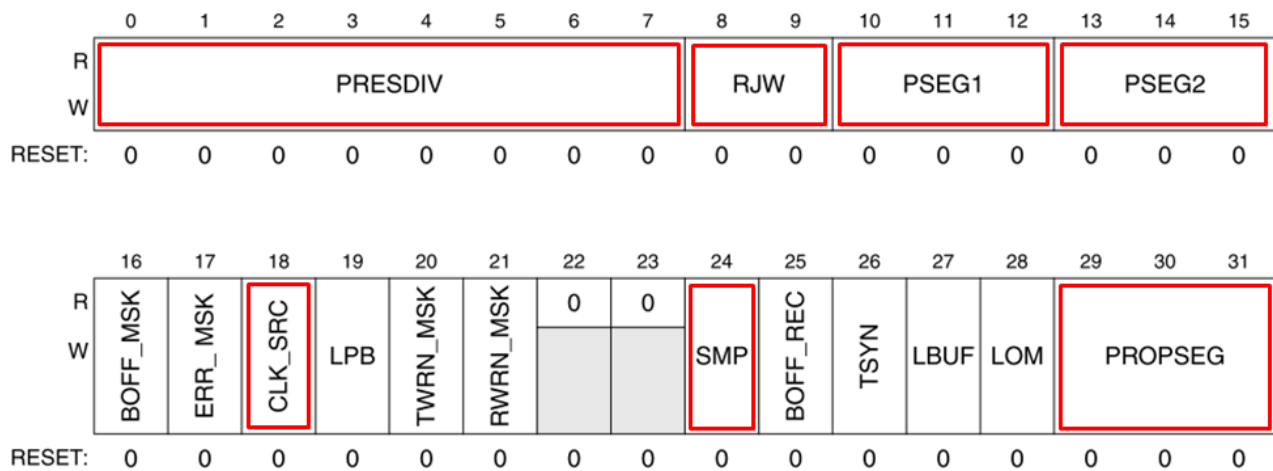 0 1 2 3 4 5 6 7 8 9 10 11 12 13 14 15
R
W
PRESDIV RJW PSEG1 PSEG2
RESET: 0 0 0 0 0 0 0 0 0 0 0 0 0 0 0 0
16 17 18 19 20 21 22 23 24 25 26 27 28 29 30 31
R 0 0
W
BOFF_MSK ERR_MSK CLK_SRC LPB TWRN_MSK RWRN_MSK SMP BOFF_REC TSYN LBUF LOM PROPSEG
RESET: 0 0 0 0 0 0 0 0 0 0 0 0 0 0 0 0